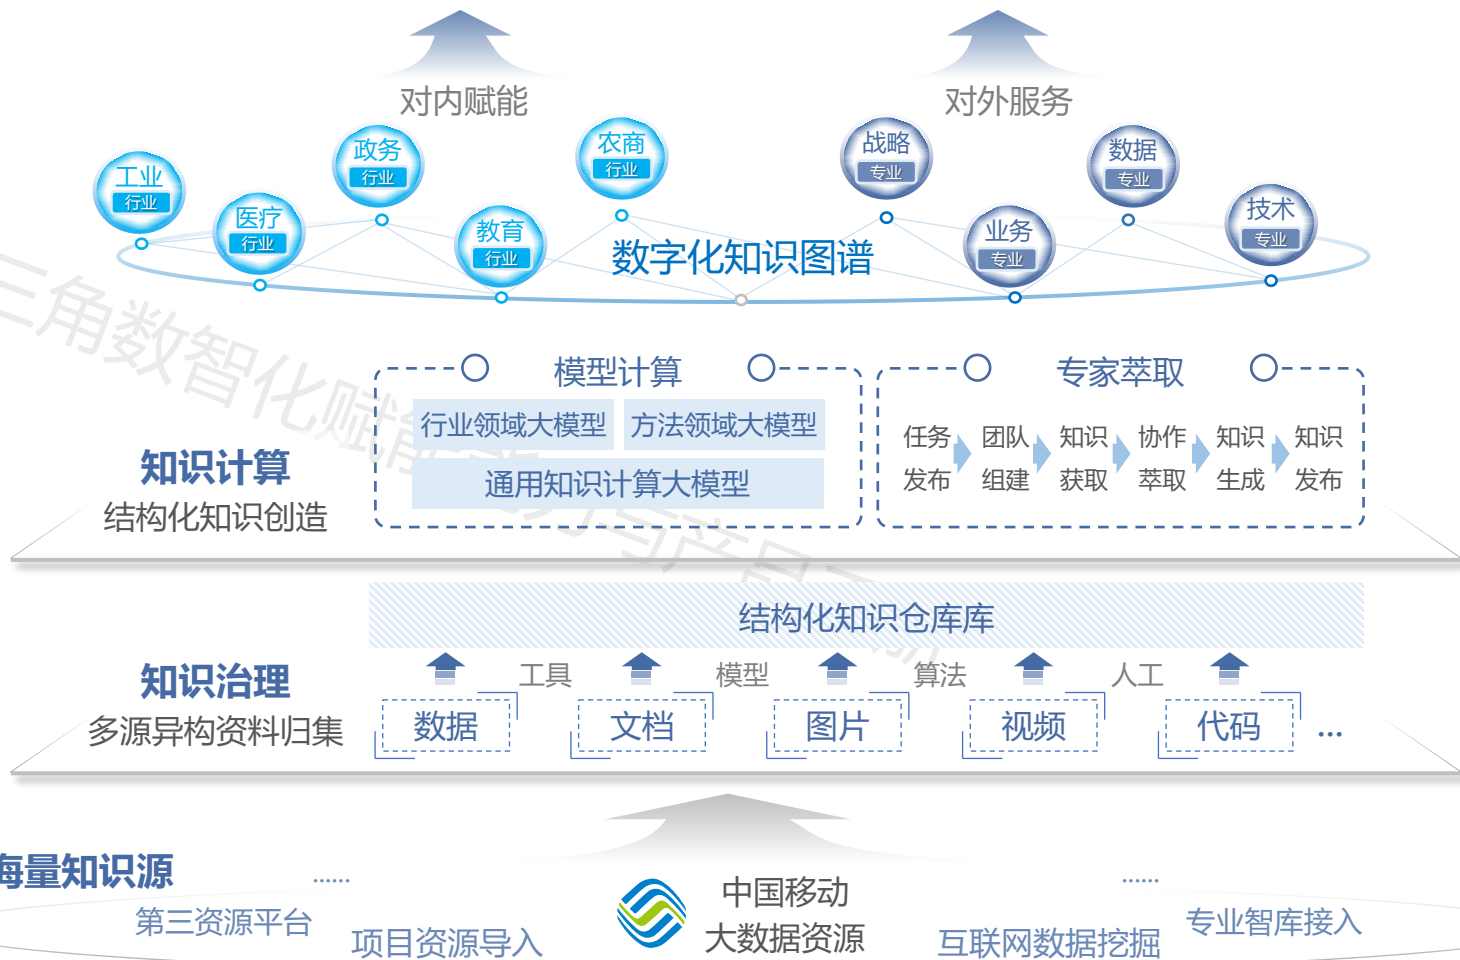 对内赋能
对外服务
工业
行业
医疗
行业
政务
行业
教育
行业
农商
行业
数字化知识图谱
战略
专业
业务
专业
数据
专业
技术
专业
知识计算
结构化知识创造
模型计算
行业领域大模型
方法领域大模型
通用知识计算大模型
专家萃取
任务
发布
团队
组建
知识
获取
协作
萃取
知识
生成
知识
发布
知识治理
多源异构资料归集
结构化知识仓库库
工具
模型
算法
人工
数据
文档
图片
视频
代码
...
海量知识源
......
第三资源平台
项目资源导入
中国移动
大数据资源
......
互联网数据挖掘
专业智库接入
三角数智化赋能